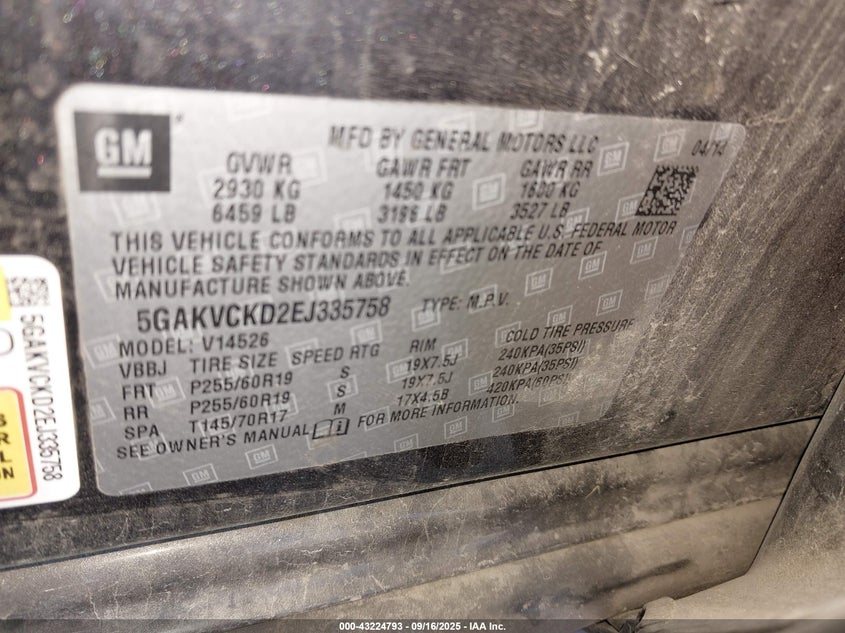 GM
MFD BY GENERAL MOTORS LLC
04/14
GVWR GAWR FRT GAWR RR
2930 KG 1450 KG 1600 KG
6459 LB 3196 LB 3527 LB
THIS VEHICLE CONFORMS TO ALL APPLICABLE U.S. FEDERAL MOTOR
VEHICLE SAFETY STANDARDS IN EFFECT ON THE DATE OF
MANUFACTURE SHOWN ABOVE.
5GAKVCKD2EJ335758 TYPE: M.P.V.
MODEL: V14526
VBBJ TIRE SIZE SPEED RTG RIM COLD TIRE PRESSURE
FRT P255/60R19 S 19X7.5J 240KPA(35PSI)
RR P255/60R19 S 19X7.5J 240KPA(35PSI)
SPA T145/70R17 M 17X4.5B 420KPA(60PSI)
SEE OWNER'S MANUAL FOR MORE INFORMATION.
5GAKVCKD2EJ335758
000-43224793 - 09/16/2025 - IAA Inc.